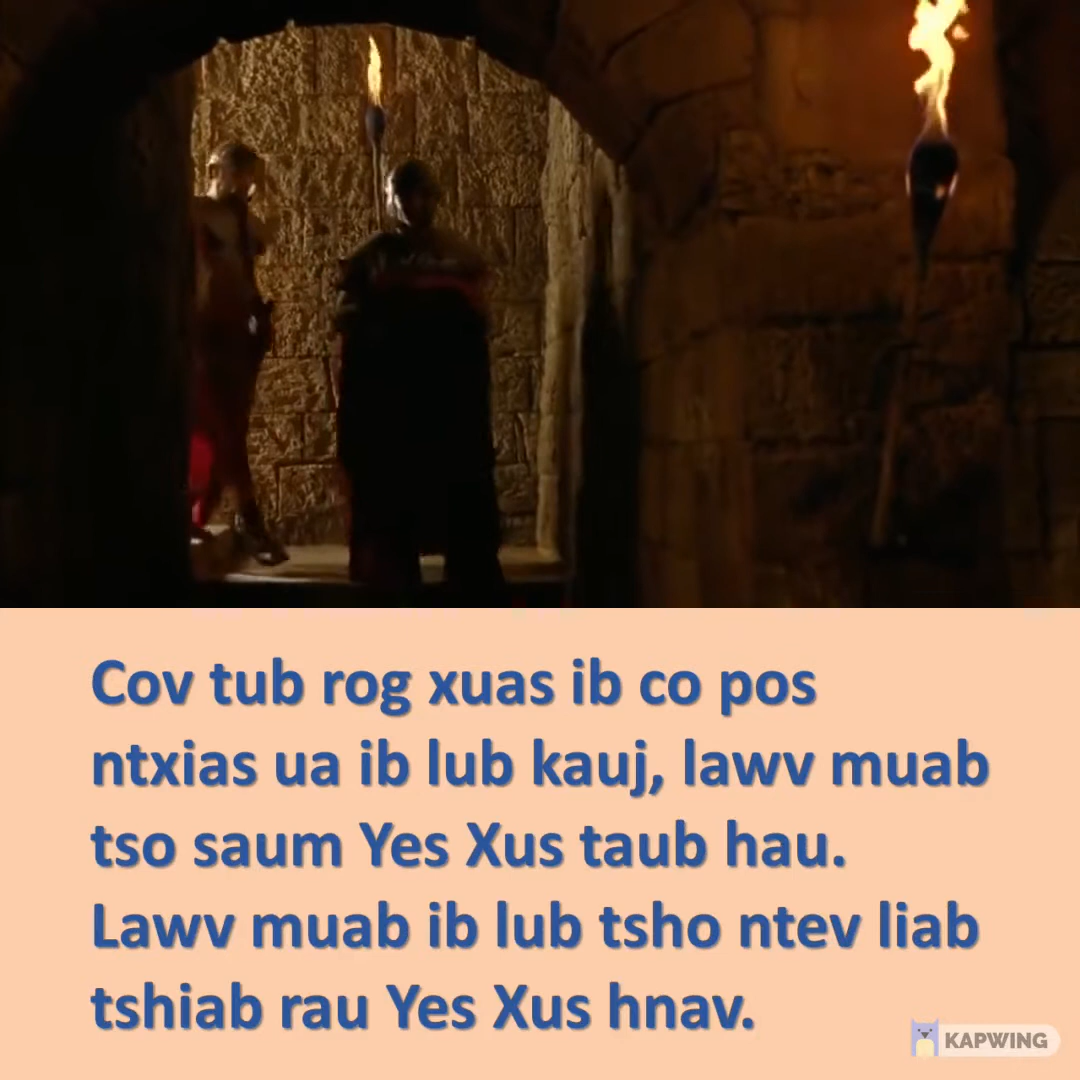 Cov tub rog xuas ib co pos
ntxias ua ib lub kauj, lawv muab
tso saum Yes Xus taub hau.
Lawv muab ib lub tsho ntev liab
tshiab rau Yes Xus hnav.
KAPWING